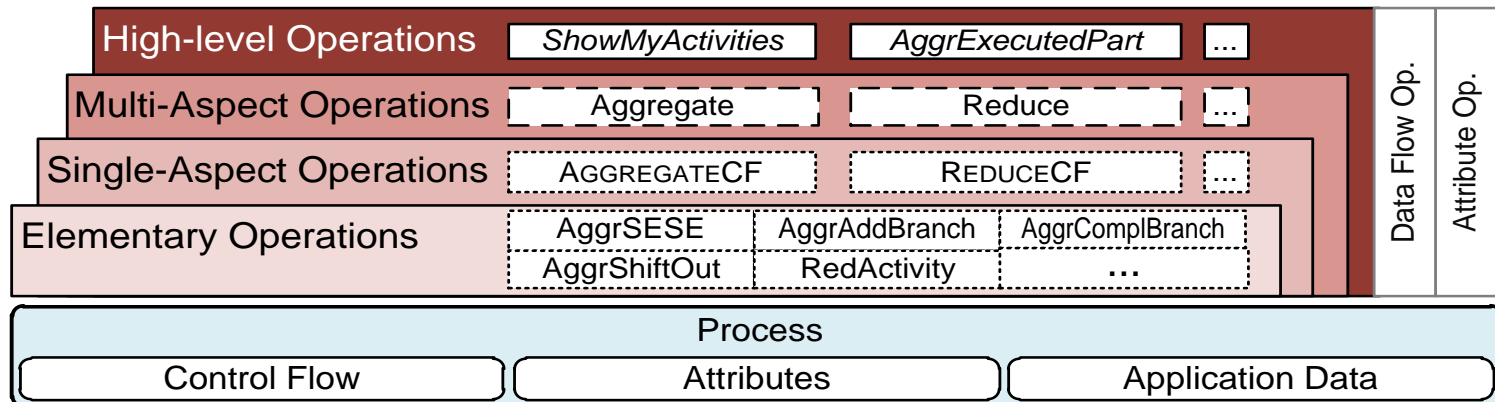 High-level Operations ShowMyActivities AggrExecutedPart ...
Multi-Aspect Operations Aggregate Reduce ...
Single-Aspect Operations AGGREGATECF REDUCECF ...
Elementary Operations AggrSESE AggrAddBranch AggrComplBranch
AggrShiftOut RedActivity ...
Data Flow Op.
Attribute Op.
Process
Control Flow Attributes Application Data